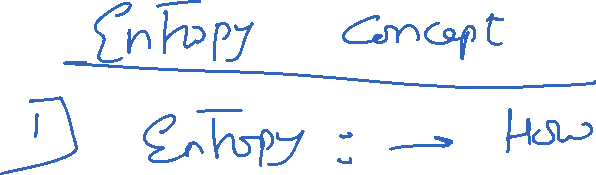 Entropy Concept
1) Entropy : → How